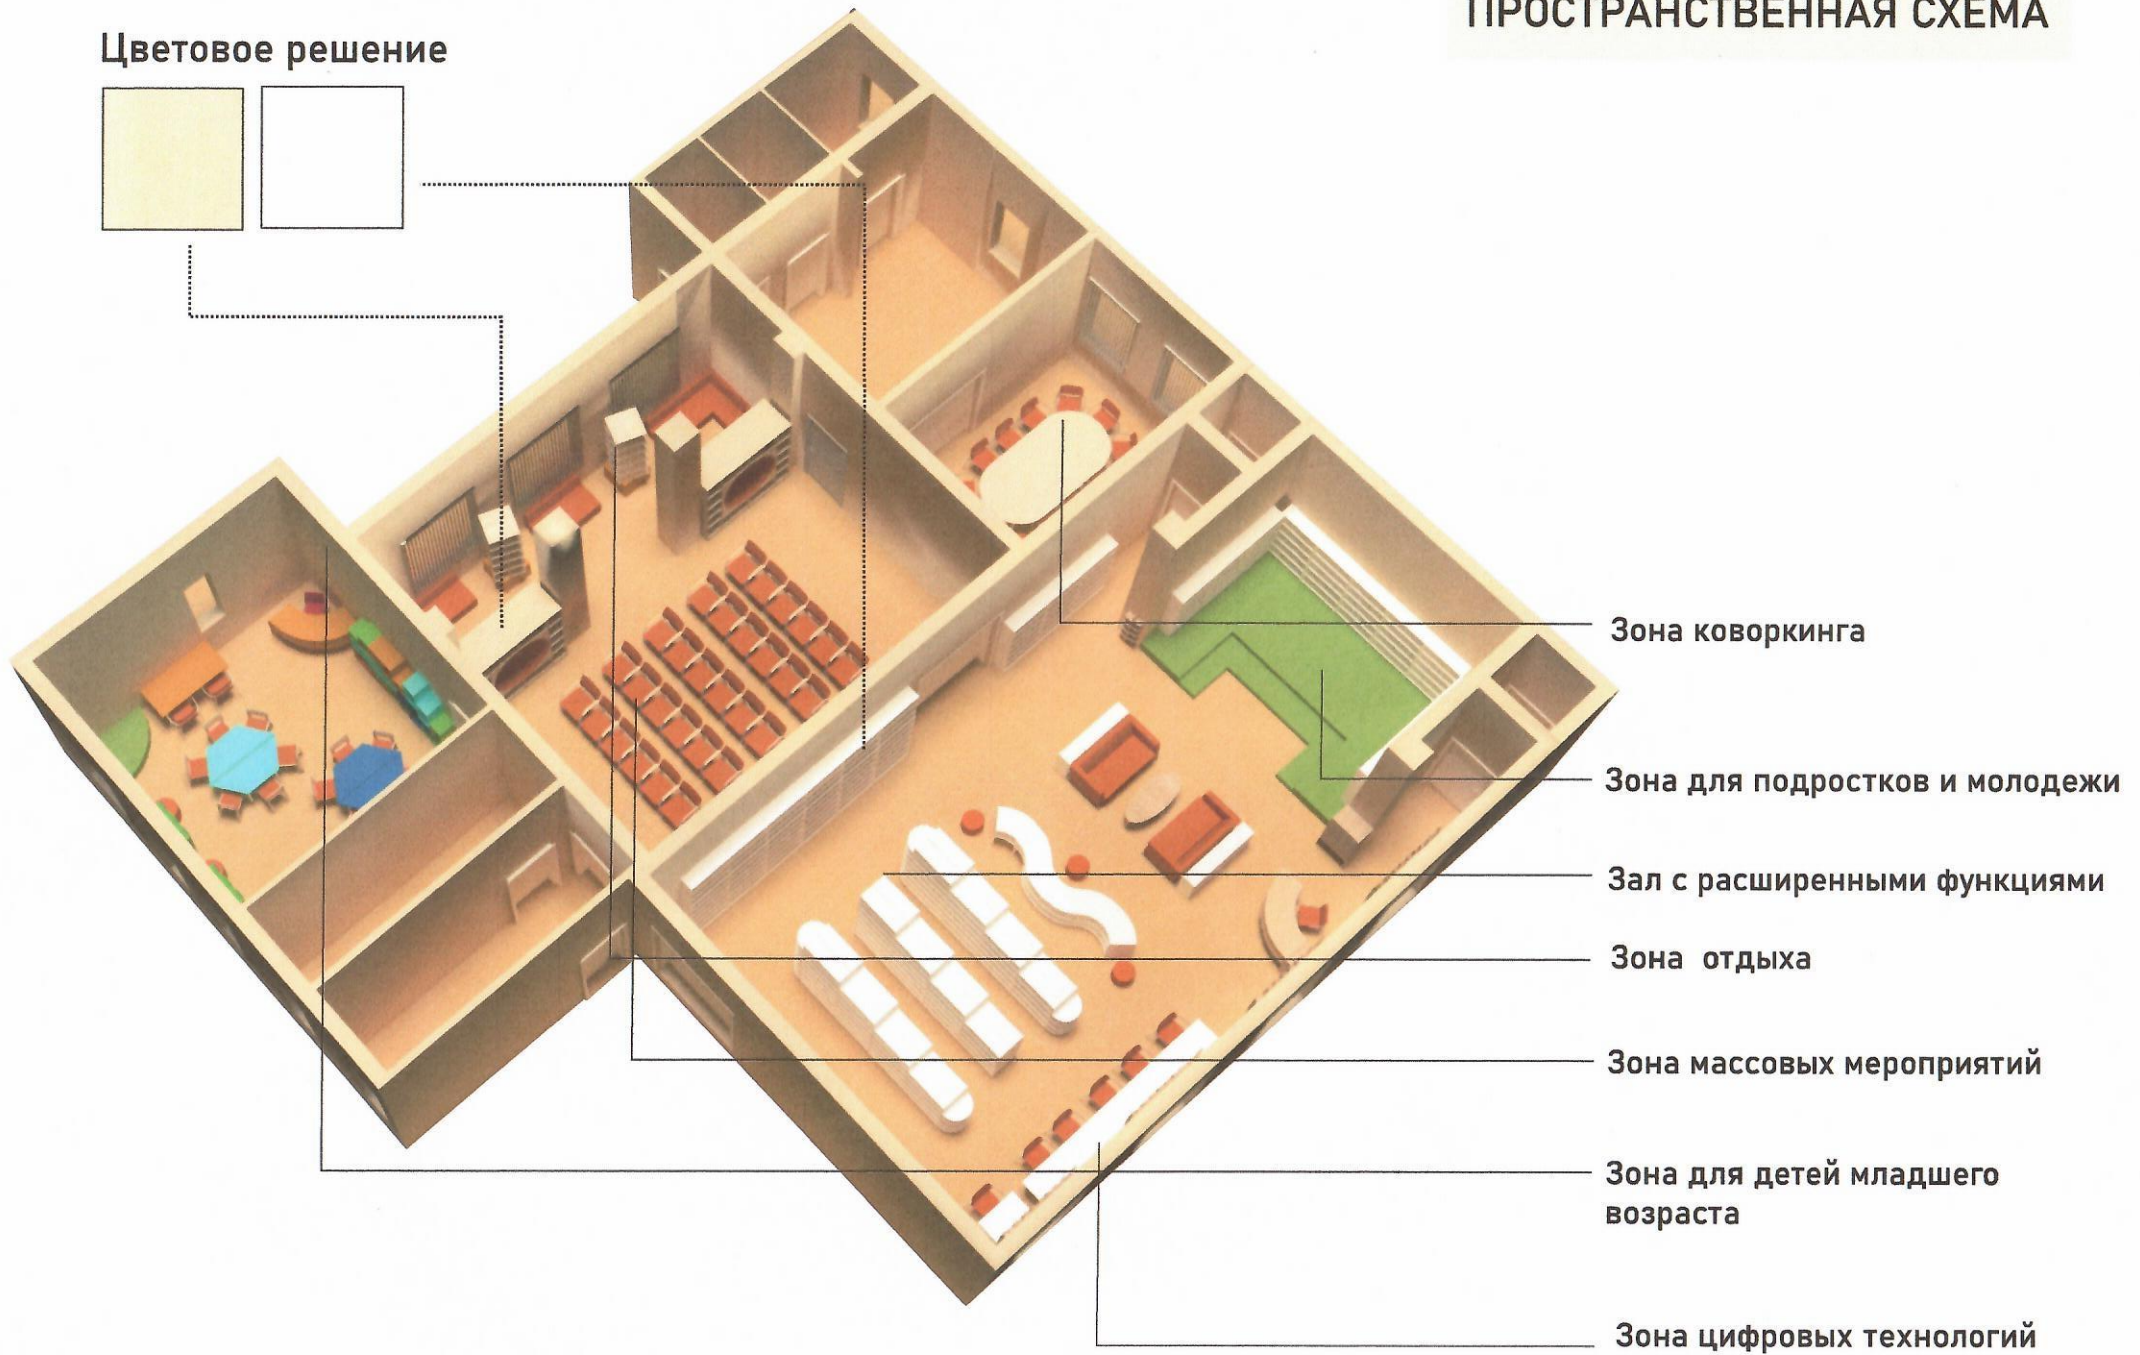 ПРОСТРАНСТВЕННАЯ СХЕМА
Цветовое решение
Зона коворкинга
Зона для подростков и молодежи
Зал с расширенными функциями
Зона отдыха
Зона массовых мероприятий
Зона для детей младшего
возраста
Зона цифровых технологий